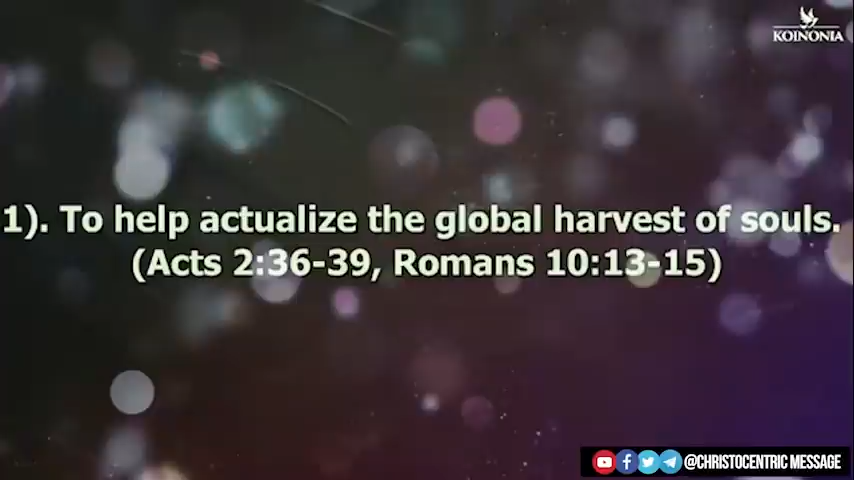 KOINONIA
1). To help actualize the global harvest of souls.
(Acts 2:36-39, Romans 10:13-15)
@CHRISTOCENTRIC MESSAGE